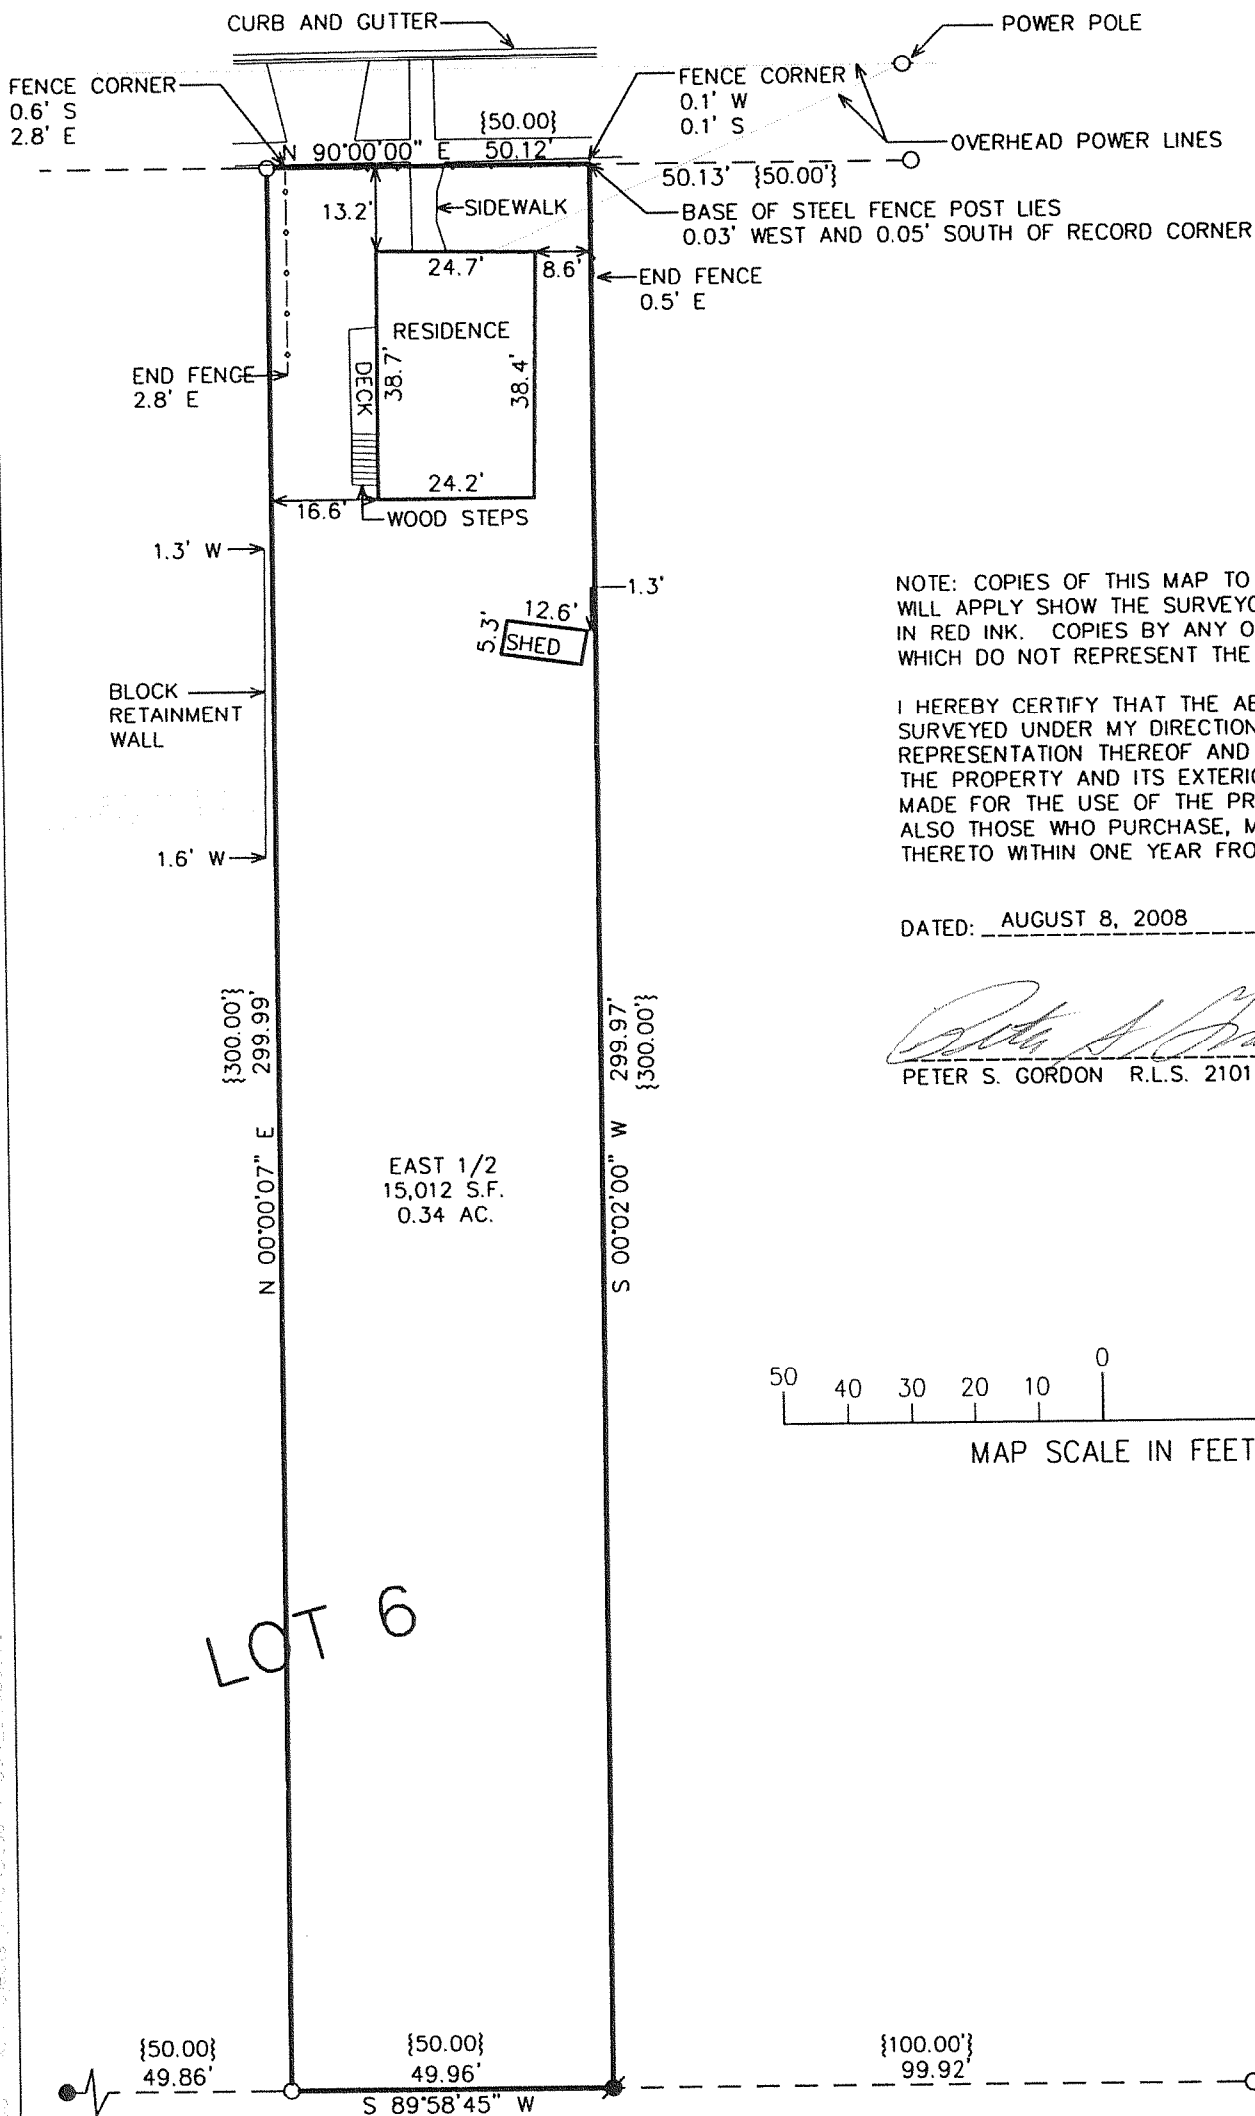 CURB AND GUTTER
POWER POLE
FENCE CORNER
0.6' S
2.8' E
FENCE CORNER
0.1' W
0.1' S
{50.00}
OVERHEAD POWER LINES
N 90°00'00" E 50.12'
50.13' {50.00'}
13.2'
SIDEWALK
BASE OF STEEL FENCE POST LIES
0.03' WEST AND 0.05' SOUTH OF RECORD CORNER
24.7'
8.6'
END FENCE
0.5' E
RESIDENCE
END FENCE
2.8' E
DECK
38.7'
38.4'
24.2'
16.6'
WOOD STEPS
1.3' W
1.3'
12.6'
5.3'
SHED
NOTE: COPIES OF THIS MAP TO
WILL APPLY SHOW THE SURVEYO
IN RED INK. COPIES BY ANY O
WHICH DO NOT REPRESENT THE
BLOCK
RETAINMENT
WALL
I HEREBY CERTIFY THAT THE AB
SURVEYED UNDER MY DIRECTION
REPRESENTATION THEREOF AND
THE PROPERTY AND ITS EXTERIO
MADE FOR THE USE OF THE PR
ALSO THOSE WHO PURCHASE, M
THERETO WITHIN ONE YEAR FRO
1.6' W
DATED: AUGUST 8, 2008
{300.00'}
299.99'
299.97'
{300.00'}
PETER S. GORDON R.L.S. 2101
N 00°00'07" E
S 00°02'00" W
EAST 1/2
15,012 S.F.
0.34 AC.
50 40 30 20 10 0
MAP SCALE IN FEET
LOT 6
{50.00}
49.86'
{50.00}
49.96'
{100.00'}
99.92'
S 89°58'45" W